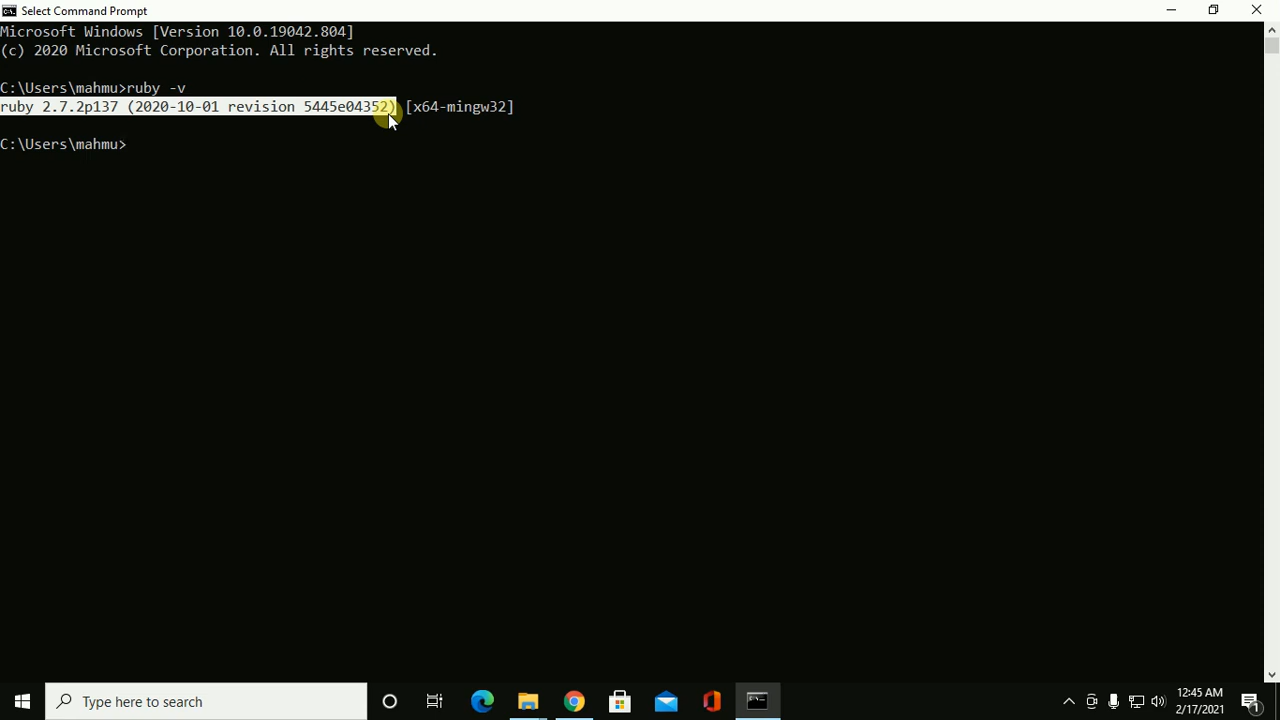 Select Command Prompt
Microsoft Windows [Version 10.0.19042.804]
(c) 2020 Microsoft Corporation. All rights reserved.
C:\Users\mahmu>ruby -v
ruby 2.7.2p137 (2020-10-01 revision 5445e04352) [x64-mingw32]
C:\Users\mahmu>
Type here to search
12:45 AM
2/17/2021
1